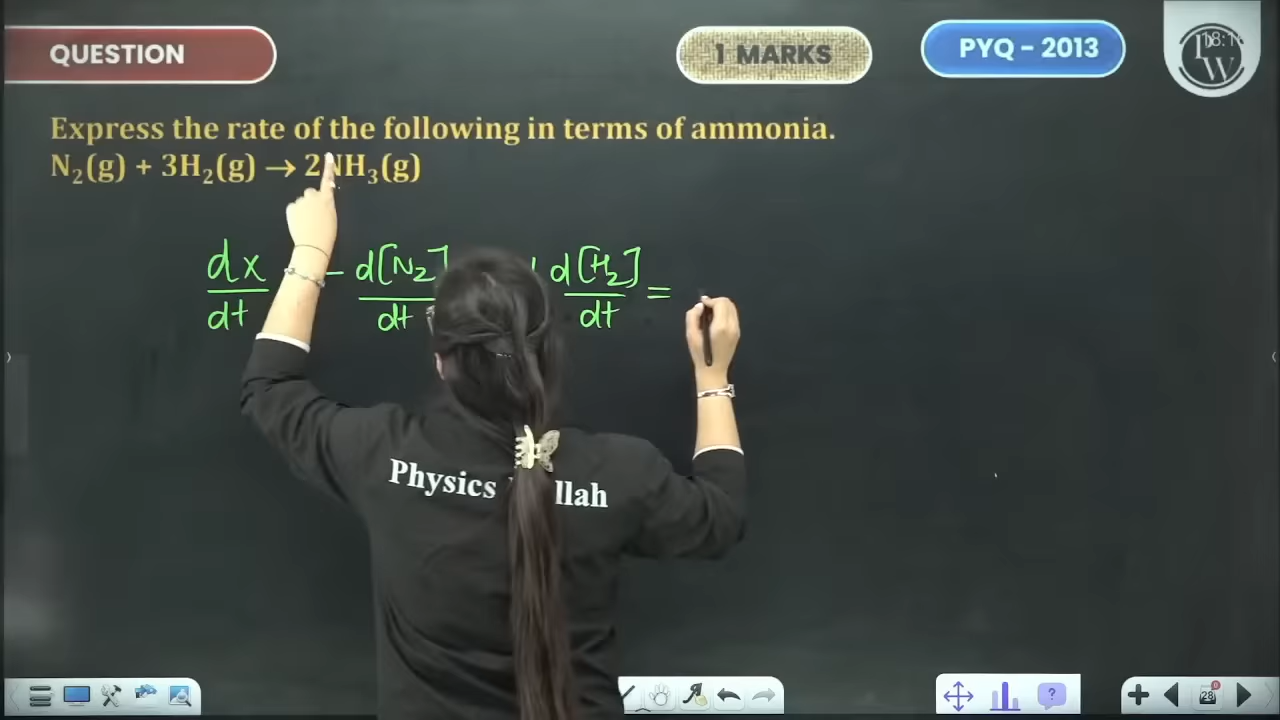 QUESTION
1 MARKS
PYQ - 2013
Express the rate of the following in terms of ammonia.
N₂(g) + 3H₂(g) → 2NH₃(g)
dx/dt - d[N₂]/dt d[H₂]/dt =
Physics llah
28